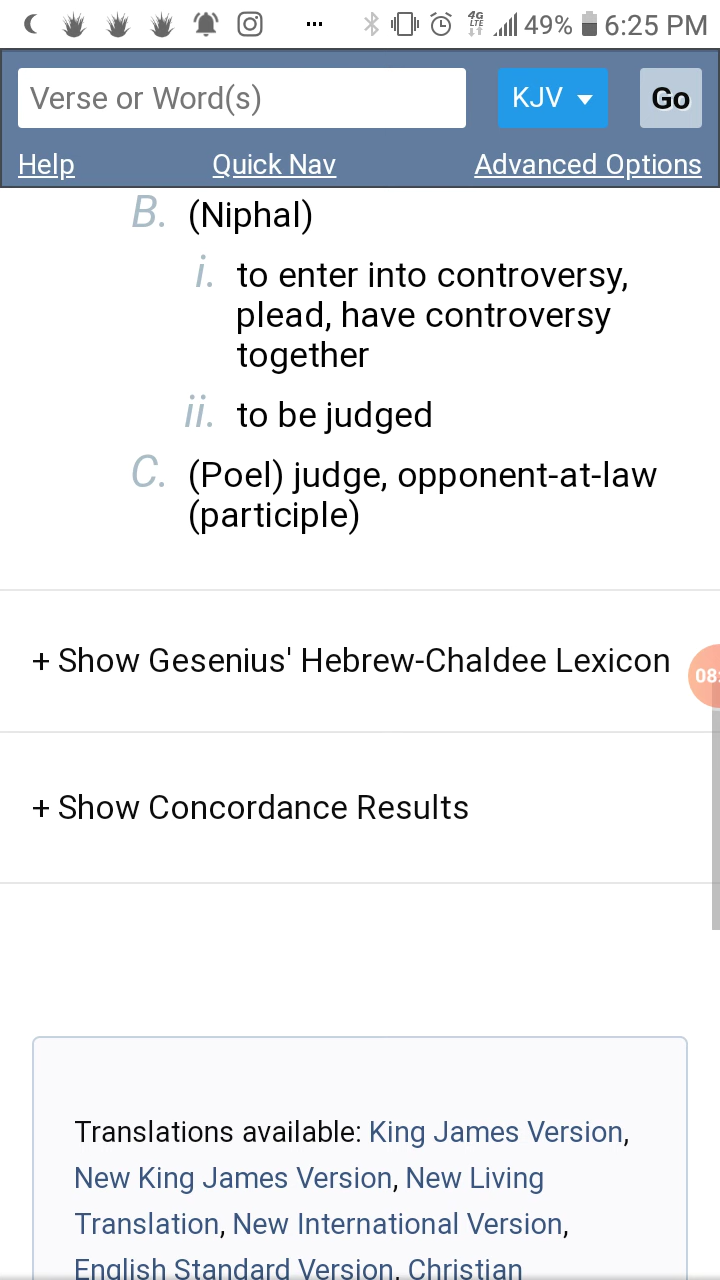 4G
LTE
49%
6:25 PM
Verse or Word(s)
KJV
Go
Help
Quick Nav
Advanced Options
B. (Niphal)
i. to enter into controversy,
plead, have controversy
together
ii. to be judged
C. (Poel) judge, opponent-at-law
(participle)
+ Show Gesenius' Hebrew-Chaldee Lexicon
08:
+ Show Concordance Results
Translations available: King James Version,
New King James Version, New Living
Translation, New International Version,
English Standard Version, Christian